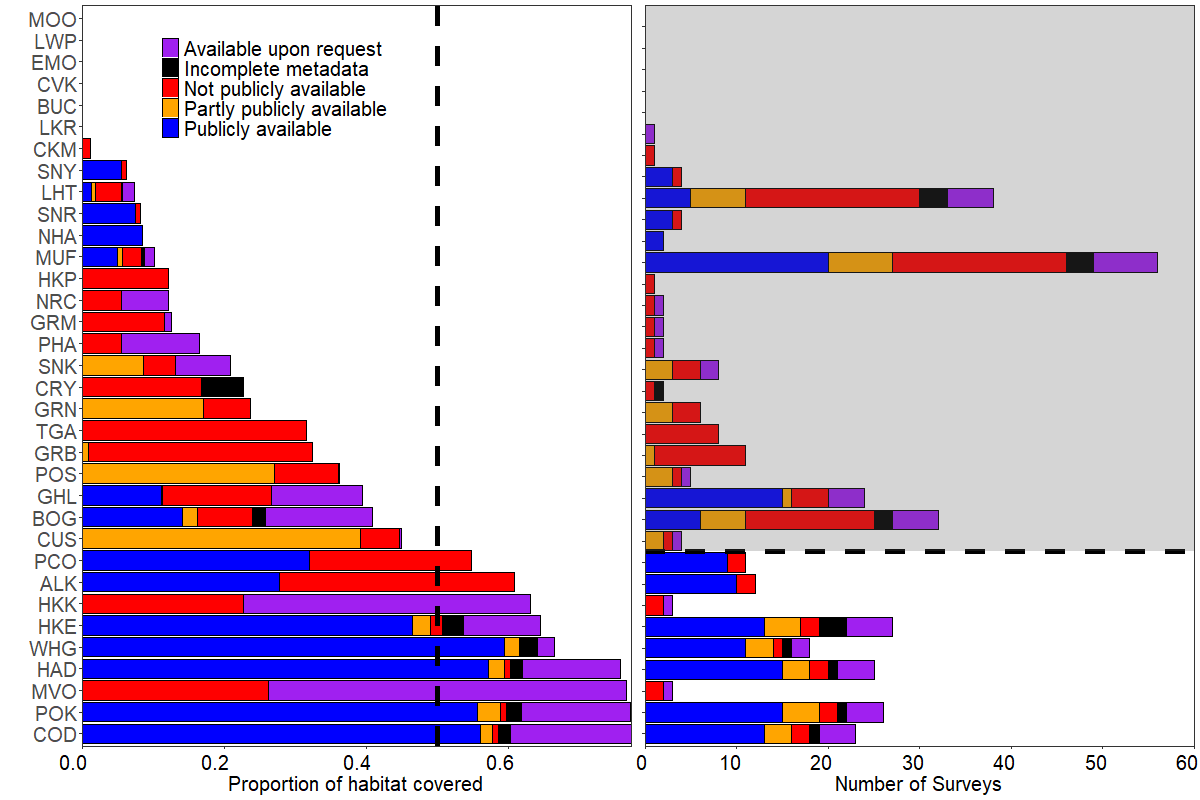 MOO
LWP
EMO
CVK
BUC
LKR
CKM
SNY
LHT
SNR
NHA
MUF
HKP
NRC
GRM
PHA
SNK
CRY
GRN
TGA
GRB
POS
GHL
BOG
CUS
PCO
ALK
HKK
HKE
WHG
HAD
MVO
POK
COD
Available upon request
Incomplete metadata
Not publicly available
Partly publicly available
Publicly available
0.0 0.2 0.4 0.6
Proportion of habitat covered
0 10 20 30 40 50 60
Number of Surveys